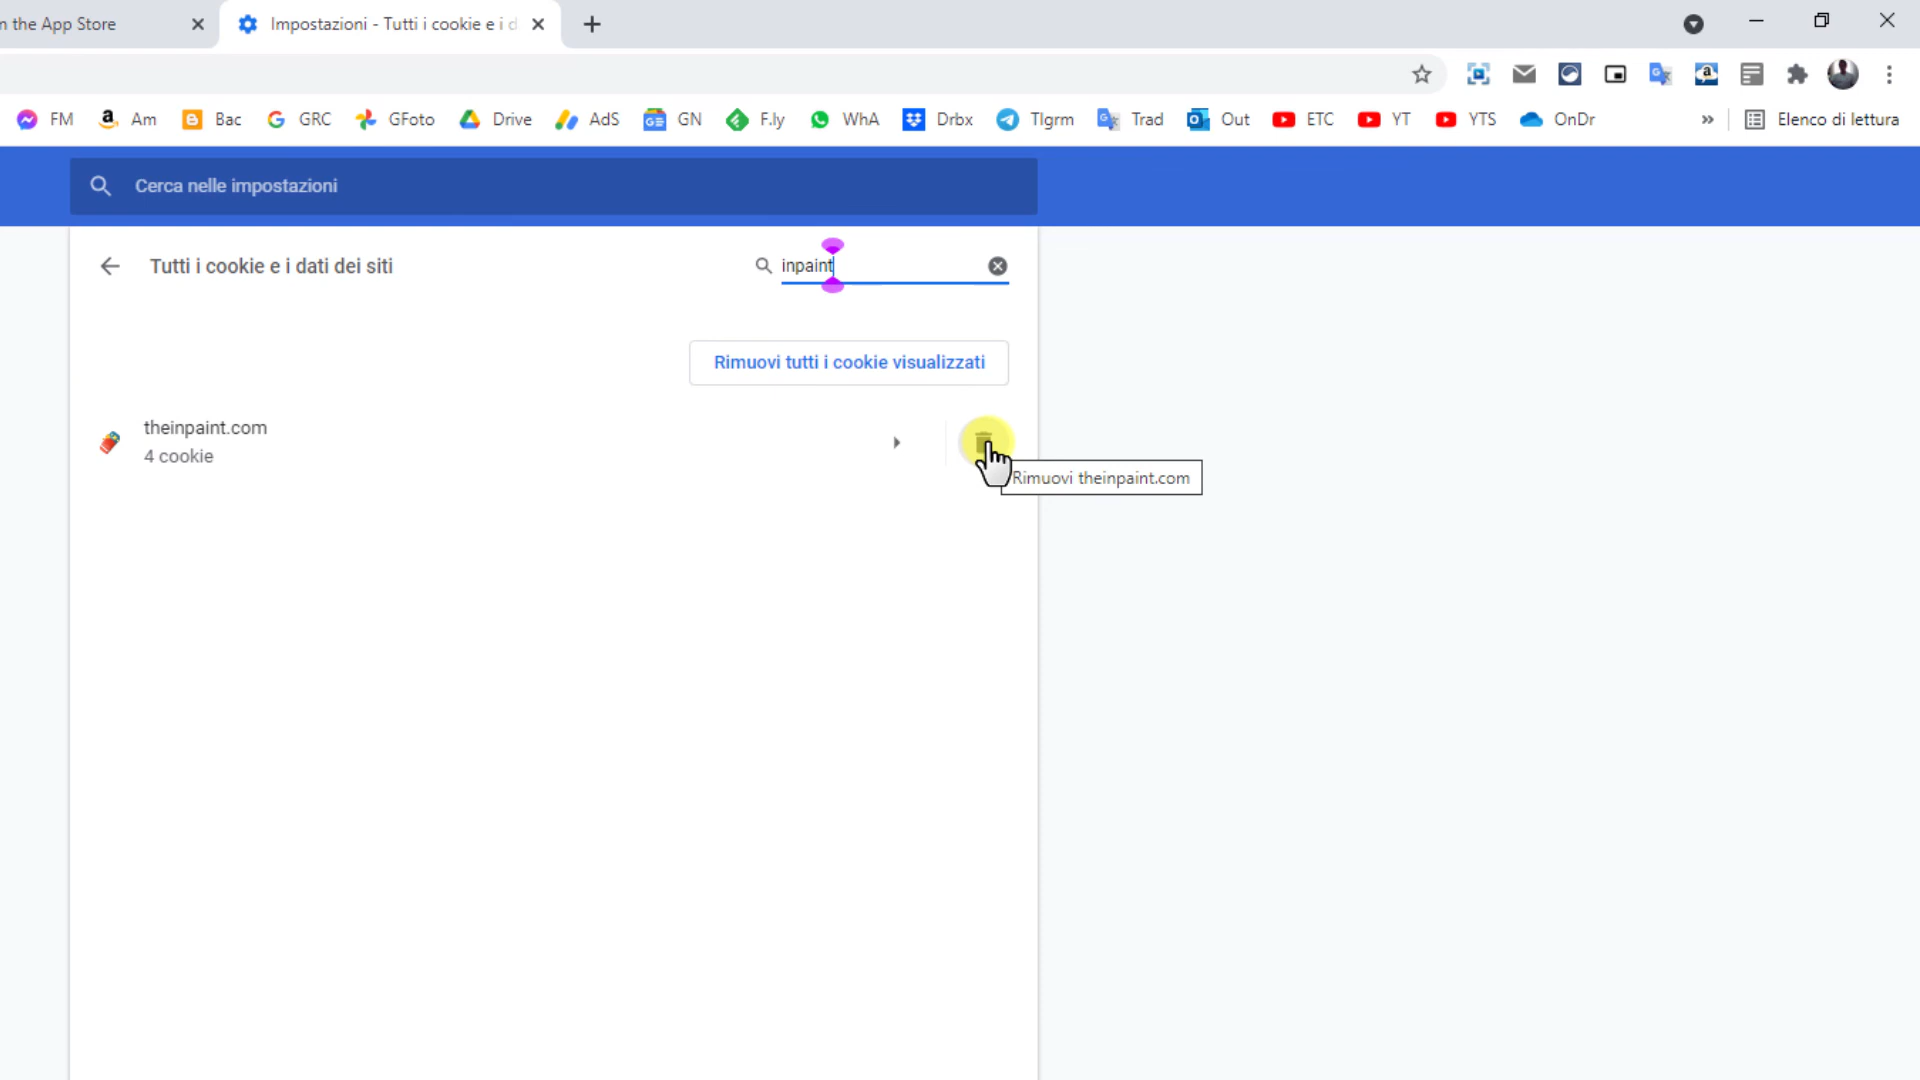 n the App Store
Impostazioni - Tutti i cookie e i d
FM Am Bac GRC GFoto Drive AdS GN F.ly WhA Drbx Tlgrm Trad Out ETC YT YTS OnDr » Elenco di lettura
Cerca nelle impostazioni
Tutti i cookie e i dati dei siti
inpaint
Rimuovi tutti i cookie visualizzati
theinpaint.com
4 cookie
Rimuovi theinpaint.com